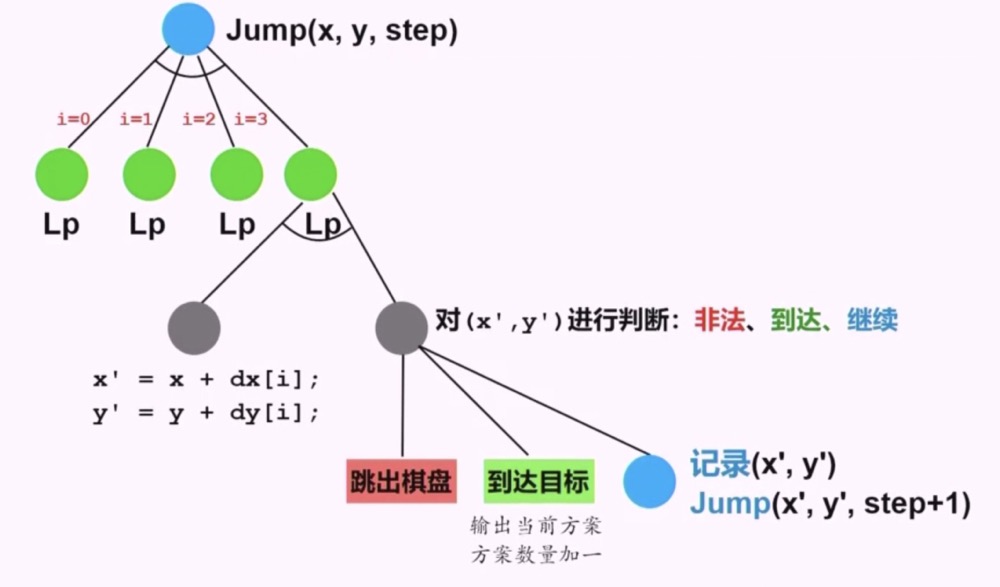 Jump(x, y, step)
i=0 i=1 i=2 i=3
Lp Lp Lp Lp
对(x',y')进行判断：非法、到达、继续
x' = x + dx[i];
y' = y + dy[i];
跳出棋盘
到达目标
输出当前方案
方案数量加一
记录(x', y')
Jump(x', y', step+1)